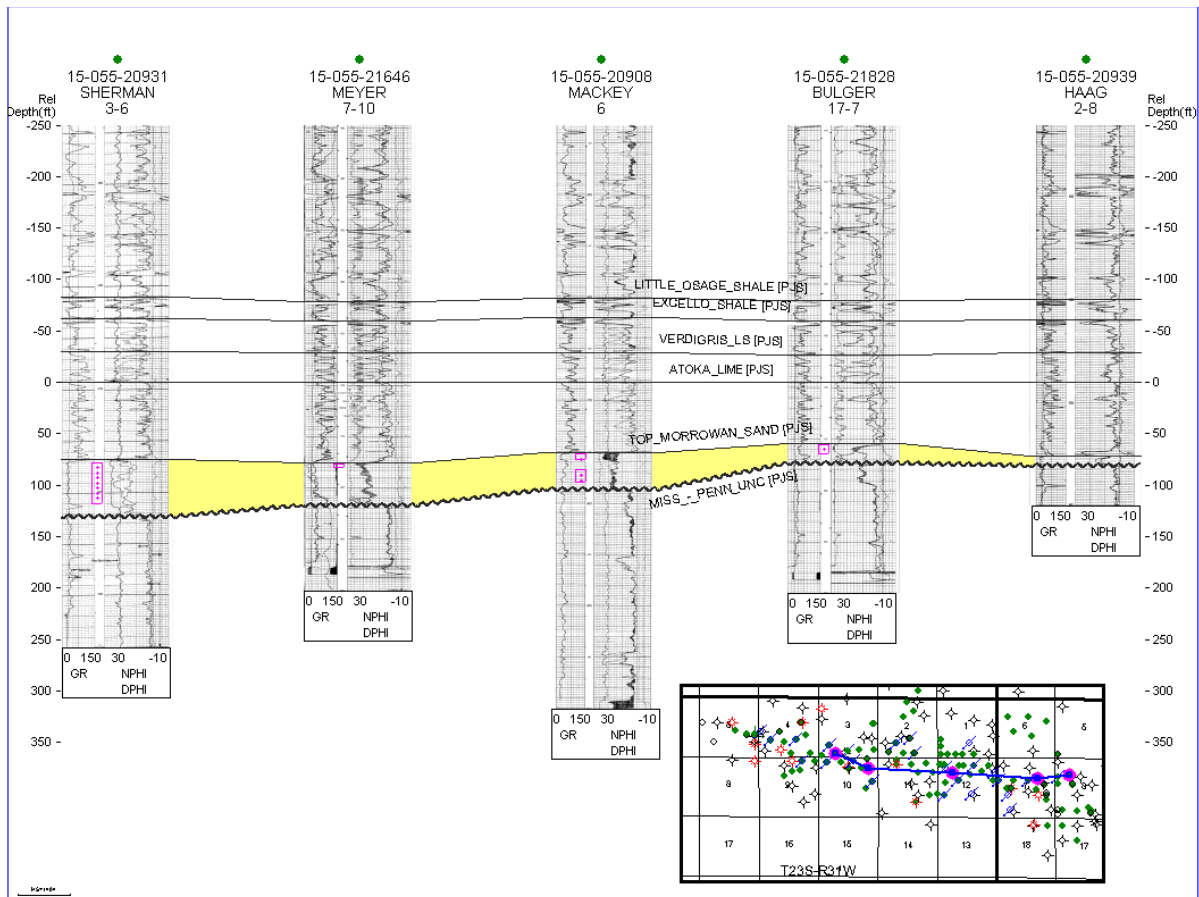 15-055-20931 15-055-21646 15-055-20908 15-055-21828 15-055-20939
SHERMAN MEYER MACKEY BULGER HAAG
3-6 7-10 6 17-7 2-8
Rel
Depth(ft)
Rel
Depth(ft)
-250 -250
-200 -200
-150 -150
-100 -100
LITTLE_OSAGE_SHALE [PJS]
EXCELLO_SHALE [PJS]
-50 -50
VERDIGRIS_LS [PJS]
ATOKA_LIME [PJS]
0 0
TOP_MORROWAN_SAND [PJS]
50 50
100 100
MISS_-_PENN_UNC [PJS]
150 150
200 200
250 250
300 300
350 350
0 150 30 -10
GR NPHI
DPHI
0 150 30 -10
GR NPHI
DPHI
0 150 30 -10
GR NPHI
DPHI
0 150 30 -10
GR NPHI
DPHI
0 150 30 -10
GR NPHI
DPHI
4 3 2 1 6 5
8 9 10 11 12
17 16 15 14 13 18 17
T23S-R31W